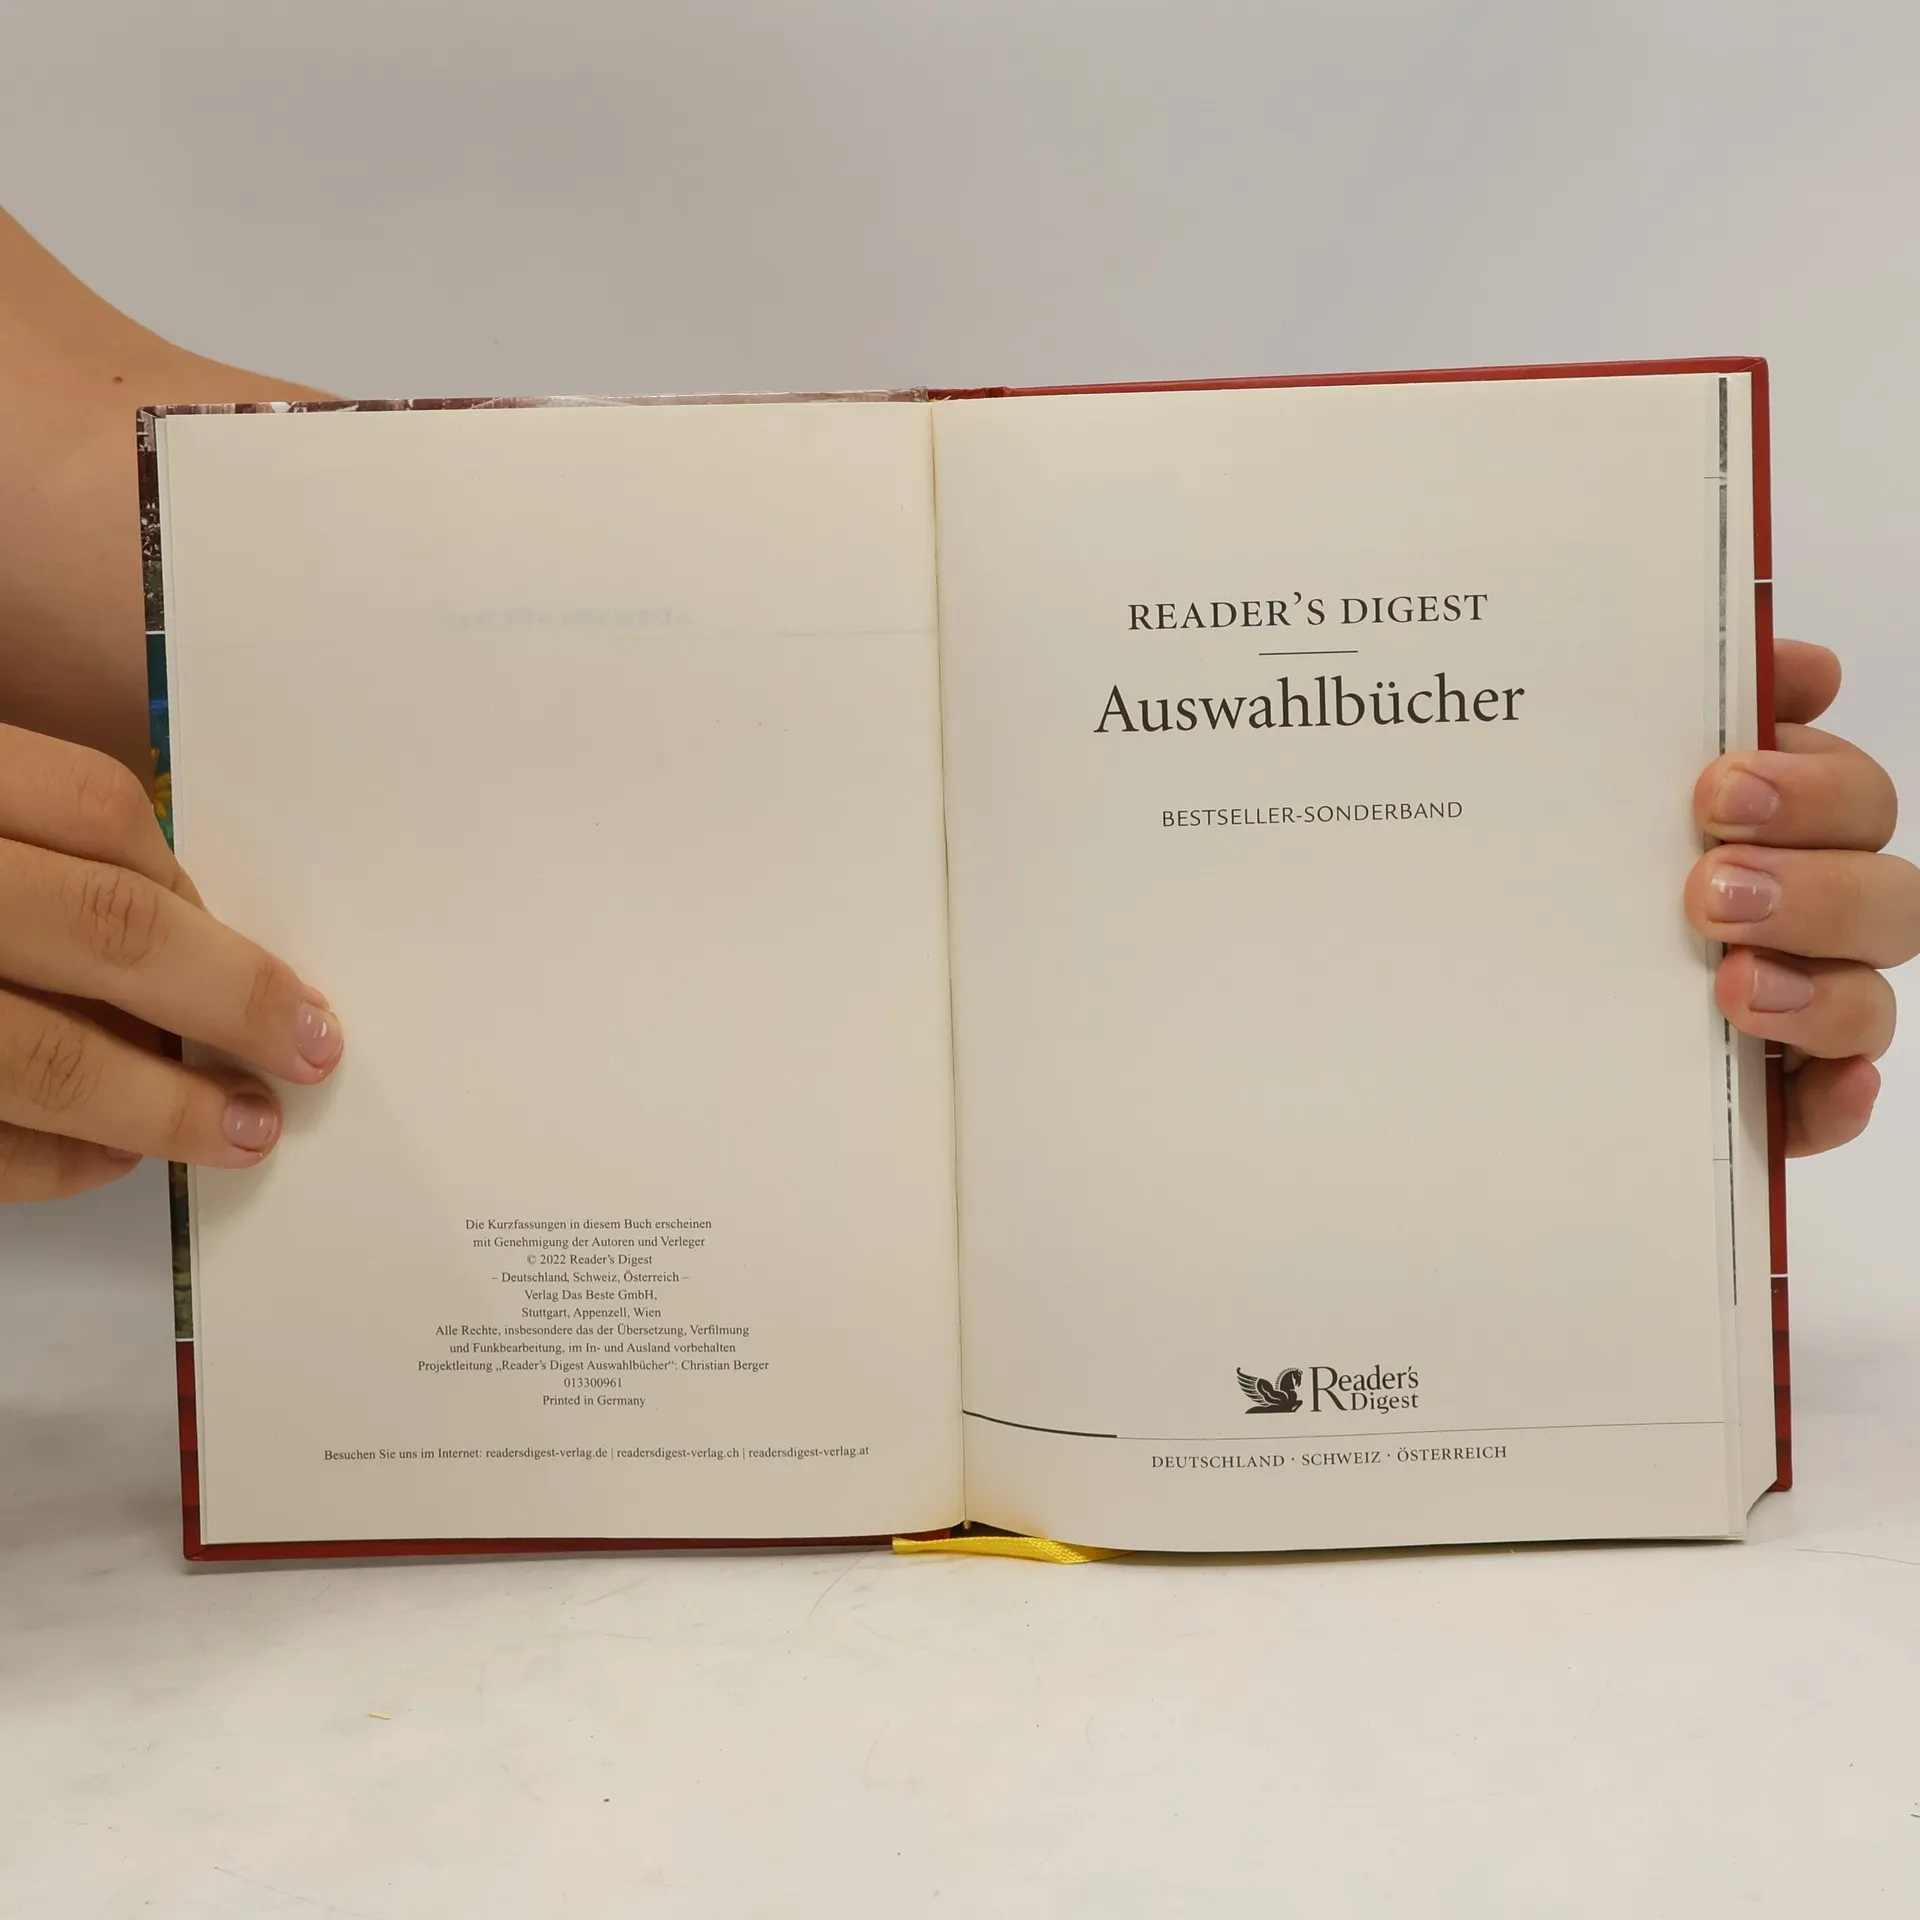 Die Kurzfassungen in diesem Buch erscheinen
mit Genehmigung der Autoren und Verleger
© 2022 Reader's Digest
– Deutschland, Schweiz, Österreich –
Verlag Das Beste GmbH,
Stuttgart, Appenzell, Wien
Alle Rechte, insbesondere das der Übersetzung, Verfilmung
und Funkbearbeitung, im In- und Ausland vorbehalten
Projektleitung „Reader's Digest Auswahlbücher“: Christian Berger
013300961
Printed in Germany
Besuchen Sie uns im Internet: readersdigest-verlag.de | readersdigest-verlag.ch | readersdigest-verlag.at
READER’S DIGEST
Auswahlbücher
BESTSELLER-SONDERBAND
Reader's
Digest
DEUTSCHLAND · SCHWEIZ · ÖSTERREICH